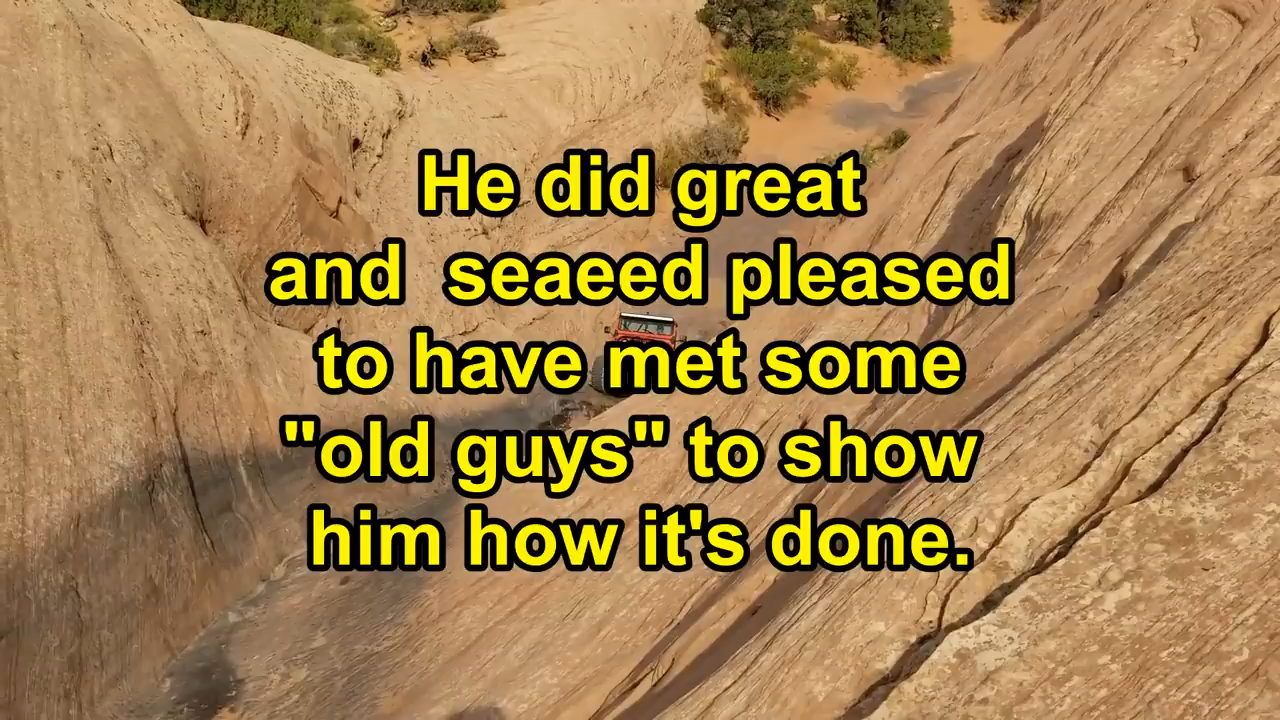 He did great
and  seaeed pleased
to have met some
"old guys" to show
him how it's done.